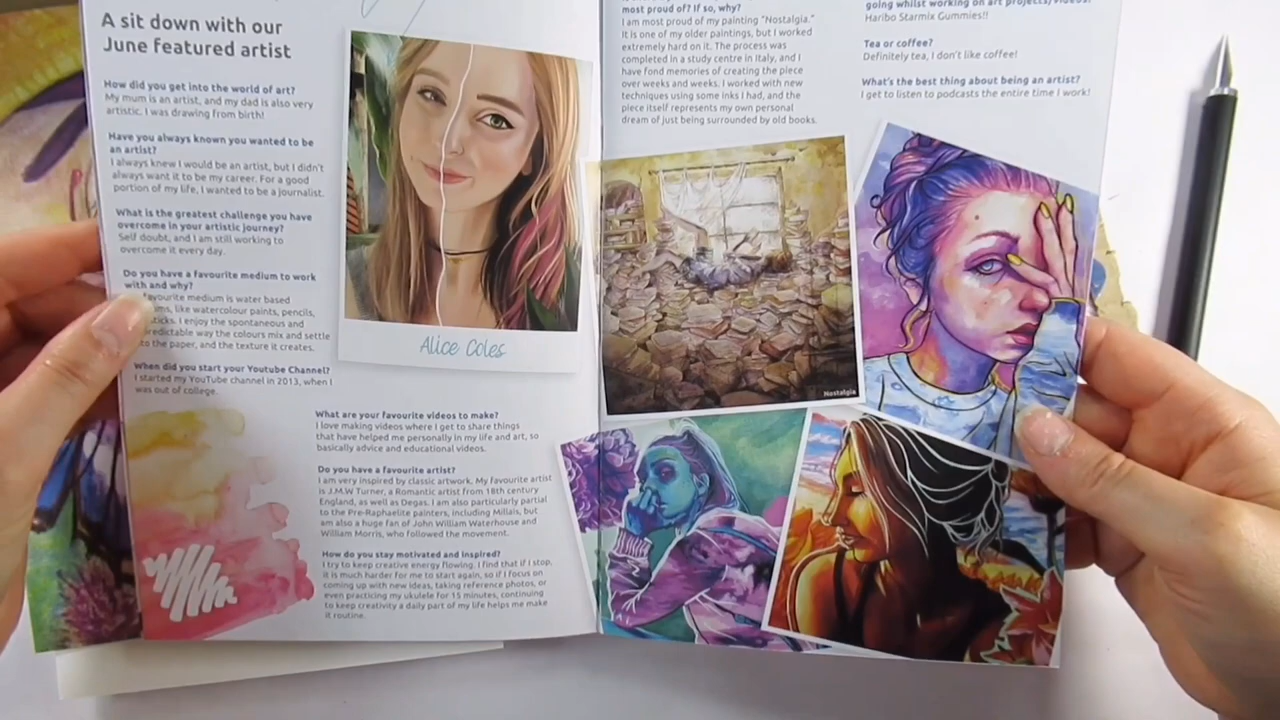 A sit down with our
June featured artist
How did you get into the world of art?
My mum is an artist, and my dad is also very
artistic. I was drawing from birth!
Have you always known you wanted to be
an artist?
I always knew I would be an artist, but I didn't
always want it to be my career. For a good
portion of my life, I wanted to be a journalist.
What is the greatest challenge you have
overcome in your artistic journey?
Self doubt, and I am still working to
overcome it every day.
Do you have a favourite medium to work
with and why?
favourite medium is water based
like watercolour paints, pencils,
I enjoy the spontaneous and
way the colours mix and settle
to the paper, and the texture it creates.
When did you start your Youtube Channel?
I started my YouTube channel in 2013, when I
was out of college.
What are your favourite videos to make?
I love making videos where I get to share things
that have helped me personally in my life and art, so
basically advice and educational videos.
Do you have a favourite artist?
I am very inspired by classic artwork. My favourite artist
is J.M.W Turner, a Romantic artist from 18th century
England, as well as Degas. I am also particularly partial
to the Pre-Raphaelite painters, including Millais, but
am also a huge fan of John William Waterhouse and
William Morris, who followed the movement.
How do you stay motivated and inspired?
I try to keep creative energy flowing. I find that if I stop,
it is much harder for me to start again, so if I focus on
coming up with new ideas, taking reference photos, or
even practicing my ukulele for 15 minutes, continuing
to keep creativity a daily part of my life helps me make
it routine.
Alice Coles
most proud of? If so, why?
I am most proud of my painting "Nostalgia."
It is one of my older paintings, but I worked
extremely hard on it. The process was
completed in a study centre in Italy, and I
have fond memories of creating the piece
over weeks and weeks. I worked with new
techniques using some inks I had, and the
piece itself represents my own personal
dream of just being surrounded by old books.
going whilst working on art projects/videos?
Haribo Starmix Gummies!!
Tea or coffee?
Definitely tea, I don't like coffee!
What's the best thing about being an artist?
I get to listen to podcasts the entire time I work!
Nostalgia